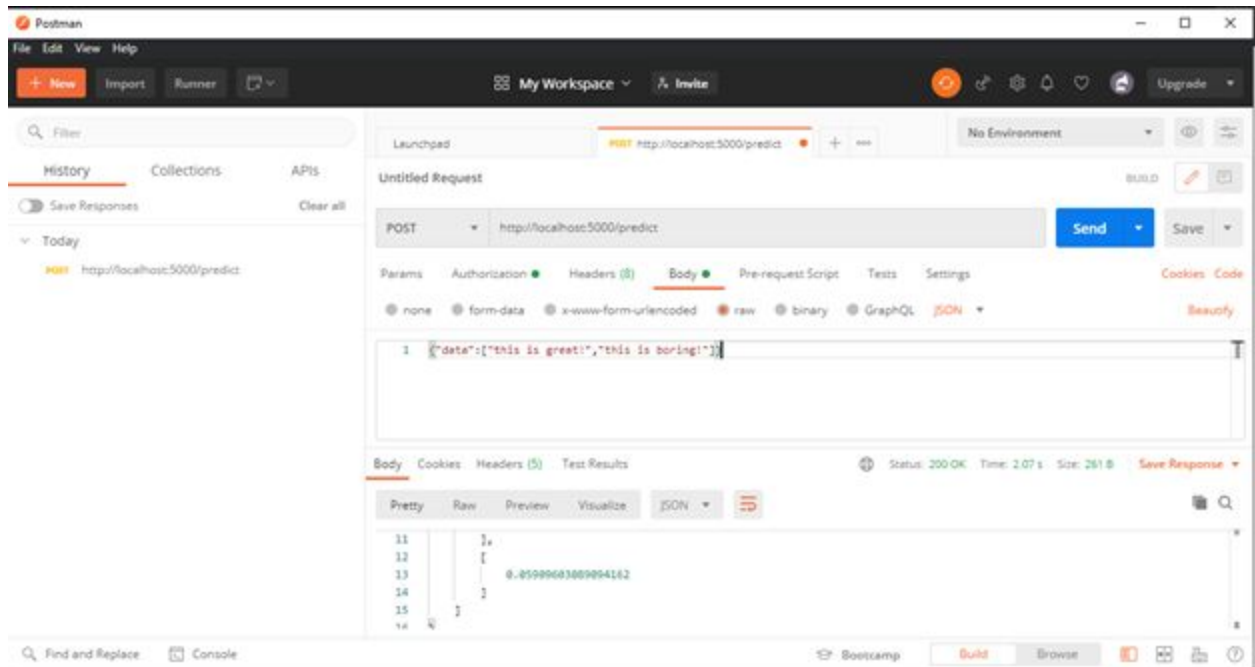 Postman
File Edit View Help
+ New Import Runner My Workspace Invite Upgrade
Filter
History Collections APIs
Save Responses Clear all
Today
POST http://localhost:5000/predict
Launchpad POST http://localhost:5000/predict + ••• No Environment
Untitled Request BUILD
POST http://localhost:5000/predict Send Save
Params Authorization Headers (8) Body Pre-request Script Tests Settings Cookies Code
none form-data x-www-form-urlencoded raw binary GraphQL JSON Beautify
1 {"data":["this is great!","this is boring!"]}
Body Cookies Headers (5) Test Results Status: 200 OK Time: 2.07 s Size: 261 B Save Response
Pretty Raw Preview Visualize JSON
11 ],
12 [
13
14 ]
15 ]
Find and Replace Console Bootcamp Build Browse